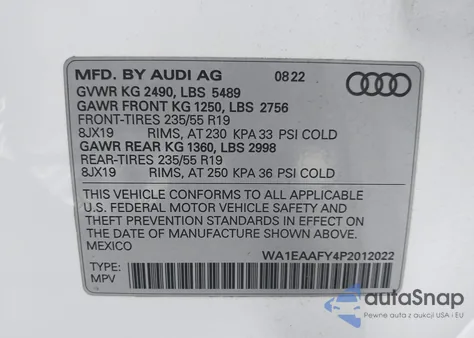 MFD. BY AUDI AG 08 22
GVWR KG 2490, LBS 5489
GAWR FRONT KG 1250, LBS 2756
FRONT-TIRES 235/55 R19
8JX19 RIMS, AT 230 KPA 33 PSI COLD
GAWR REAR KG 1360, LBS 2998
REAR-TIRES 235/55 R19
8JX19 RIMS, AT 250 KPA 36 PSI COLD
THIS VEHICLE CONFORMS TO ALL APPLICABLE
U.S. FEDERAL MOTOR VEHICLE SAFETY AND
THEFT PREVENTION STANDARDS IN EFFECT ON
THE DATE OF MANUFACTURE SHOWN ABOVE.
MEXICO
WA1EAAFY4P2012022
TYPE:
MPV
autoSnap
Pewne auta z USA i EU